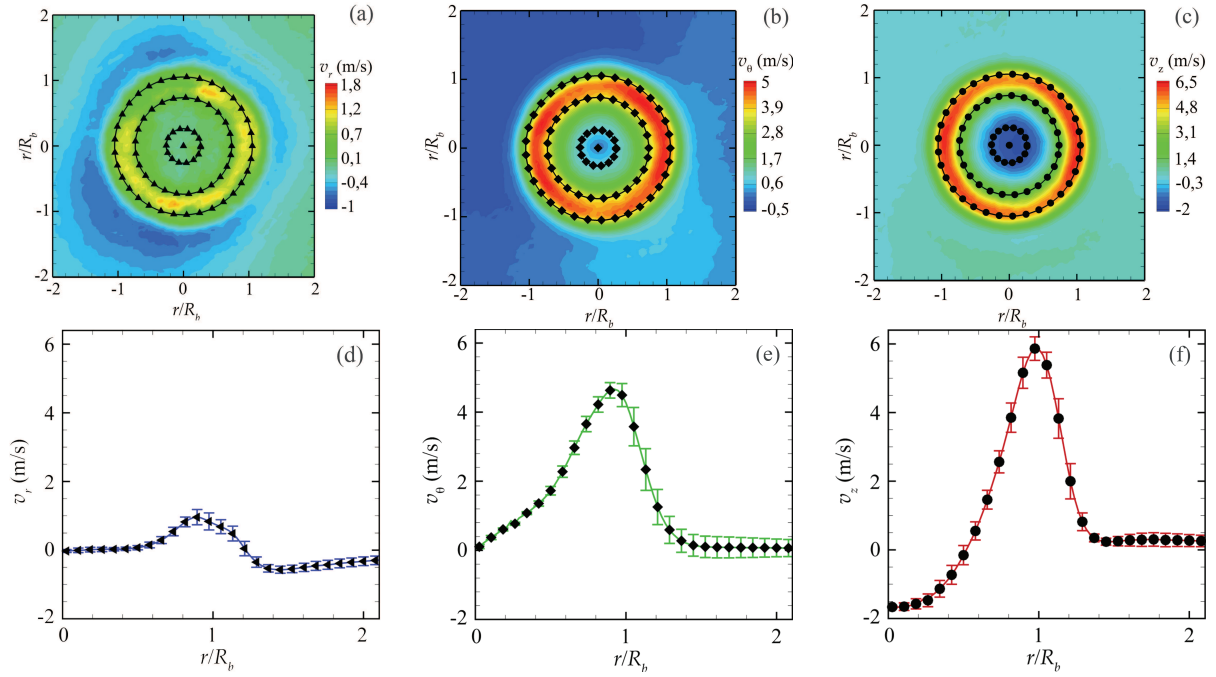 (a)
2
1
0
-1
-2
r/R_b
-2 -1 0 1 2
r/R_b
v_r (m/s)
1,8
1,3
0,7
0,1
-0,4
-1
(b)
2
1
0
-1
-2
r/R_b
-2 -1 0 1 2
r/R_b
v_θ (m/s)
5
3,9
2,8
1,7
0,6
-0,5
(c)
2
1
0
-1
-2
r/R_b
-2 -1 0 1 2
r/R_b
v_z (m/s)
6,5
4,8
3,1
1,4
-0,3
-2
(d)
6
4
2
0
-2
v_r (m/s)
0 1 2
r/R_b
(e)
6
4
2
0
-2
v_θ (m/s)
0 1 2
r/R_b
(f)
6
4
2
0
-2
v_z (m/s)
0 1 2
r/R_b